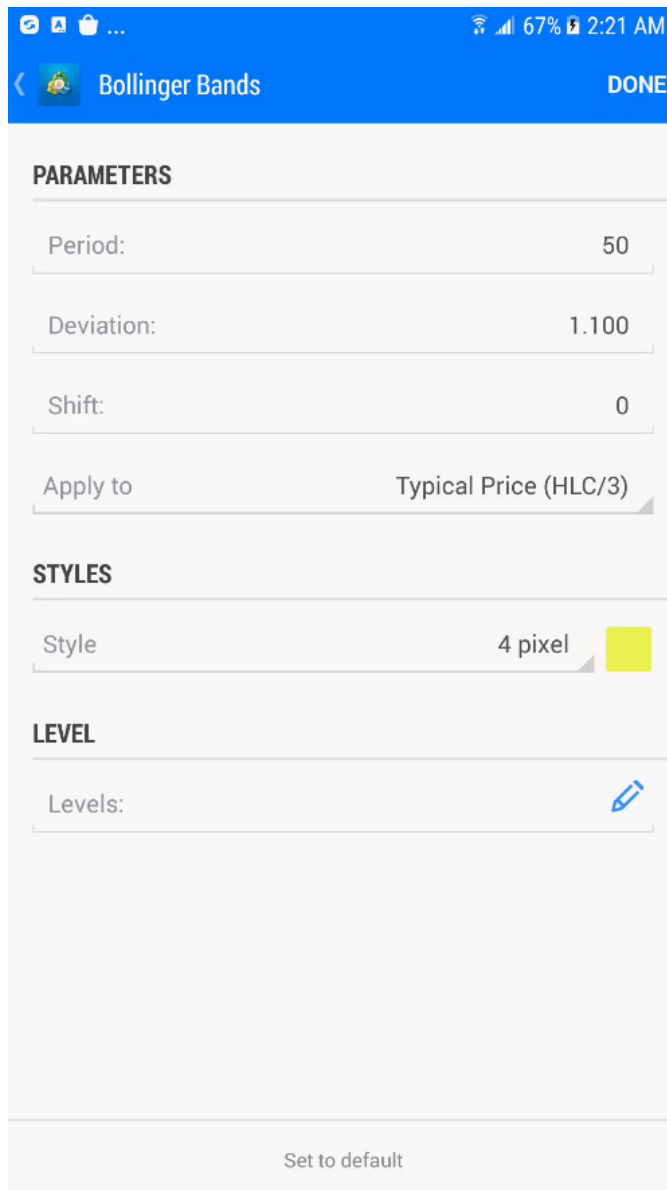 ... 67% 2:21 AM
Bollinger Bands DONE
PARAMETERS
Period: 50
Deviation: 1.100
Shift: 0
Apply to Typical Price (HLC/3)
STYLES
Style 4 pixel
LEVEL
Levels:
Set to default